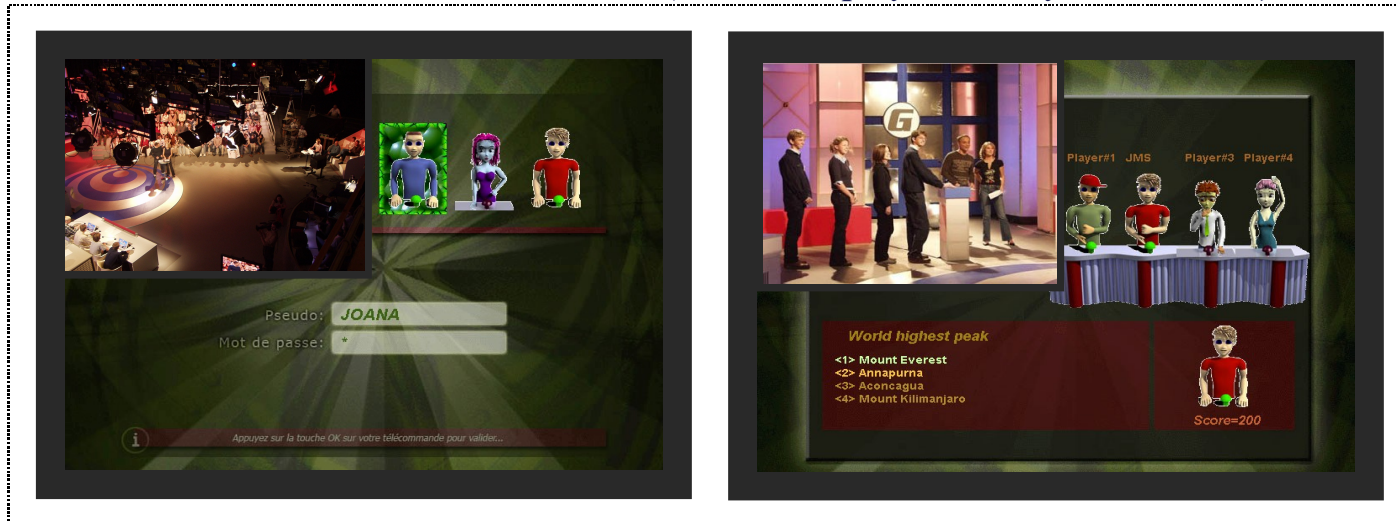 Pseudo: JOANA
Mot de passe: *
i Appuyez sur la touche OK sur votre télécommande pour valider...
G
Player#1 JMS Player#3 Player#4
World highest peak
<1> Mount Everest
<2> Annapurna
<3> Aconcagua
<4> Mount Kilimanjaro
Score=200